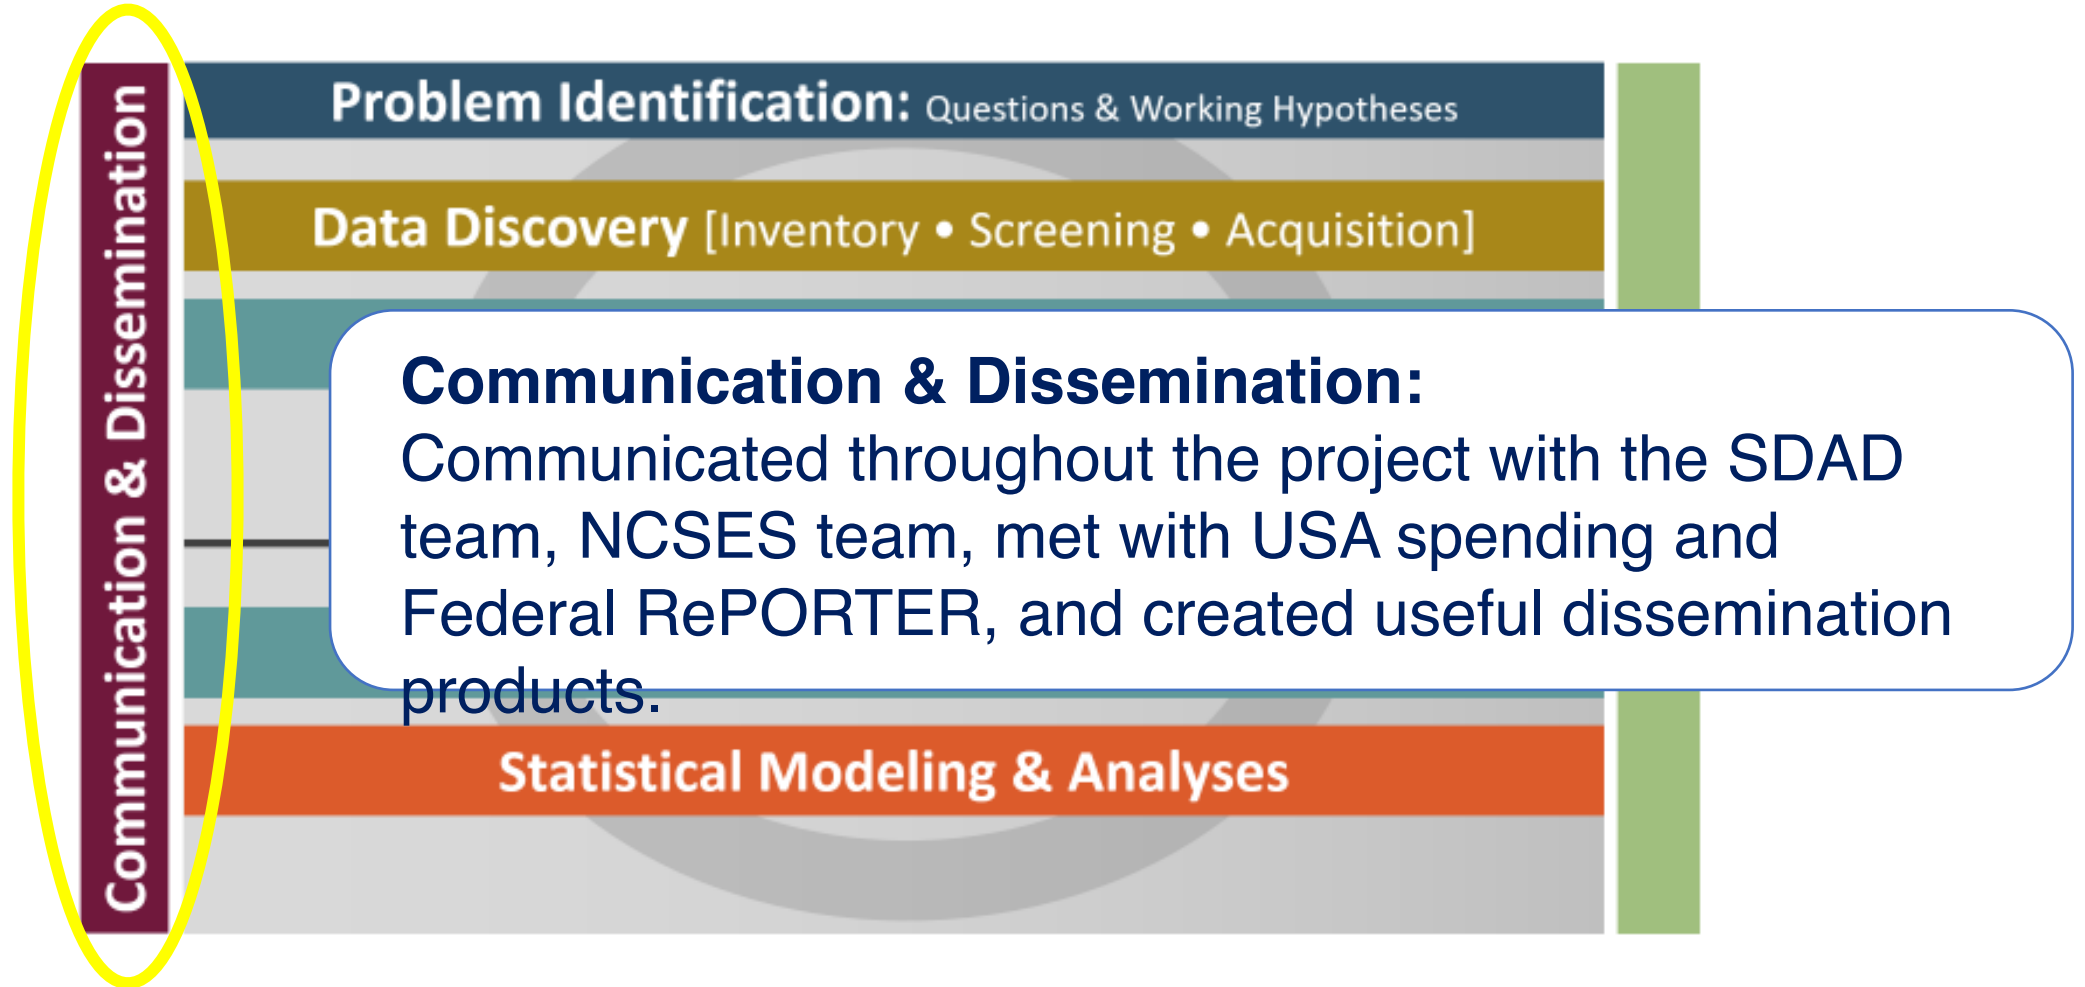 Communication & Dissemination
Problem Identification: Questions & Working Hypotheses
Data Discovery [Inventory • Screening • Acquisition]
Communication & Dissemination:
Communicated throughout the project with the SDAD
team, NCSES team, met with USA spending and
Federal RePORTER, and created useful dissemination
products.
Statistical Modeling & Analyses